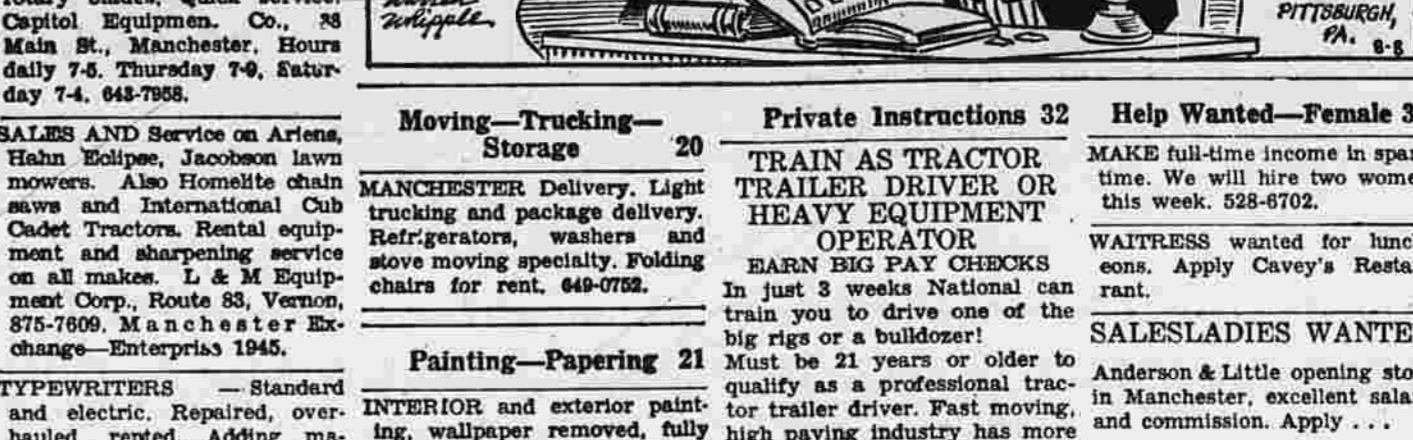 Capitol Equipmen. Co., 38
Main St., Manchester. Hours
daily 7-5. Thursday 7-9, Satur-
day 7-4. 643-7958.
SALES AND Service on Ariens,
Hahn Eclipse, Jacobson lawn
mowers. Also Homelite chain
saws and International Cub
Cadet Tractors. Rental equip-
ment and sharpening service
on all makes. L & M Equip-
ment Corp., Route 83, Vernon,
875-7609. Manchester Ex-
change—Enterprise 1945.
TYPEWRITERS — Standard
and electric. Repaired, over-
hauled, rented. Adding ma-
Whipple
Moving—Trucking—
Storage 20
MANCHESTER Delivery. Light
trucking and package delivery.
Refrigerators, washers and
stove moving specialty. Folding
chairs for rent. 649-0752.
Painting—Papering 21
INTERIOR and exterior paint-
ing, wallpaper removed, fully
PITTSBURGH,
PA. 8-8
Private Instructions 32
TRAIN AS TRACTOR
TRAILER DRIVER OR
HEAVY EQUIPMENT
OPERATOR
EARN BIG PAY CHECKS
In just 3 weeks National can
train you to drive one of the
big rigs or a bulldozer!
Must be 21 years or older to
qualify as a professional trac-
tor trailer driver. Fast moving,
high paying industry has more
Help Wanted—Female 3
MAKE full-time income in spar
time. We will hire two wome
this week. 528-6702.
WAITRESS wanted for lunch
eons. Apply Cavey's Resta
rant.
SALESLADIES WANTE
Anderson & Little opening sto
in Manchester, excellent sala
and commission. Apply . . .